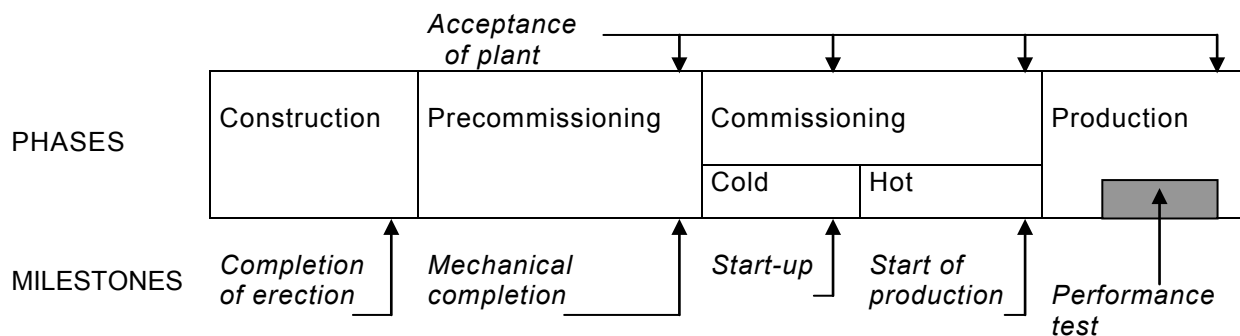 Acceptance
of plant
Construction
Precommissioning
Commissioning
Production
PHASES
Cold
Hot
Completion
of erection
Mechanical
completion
Start-up
Start of
production
Performance
test
MILESTONES